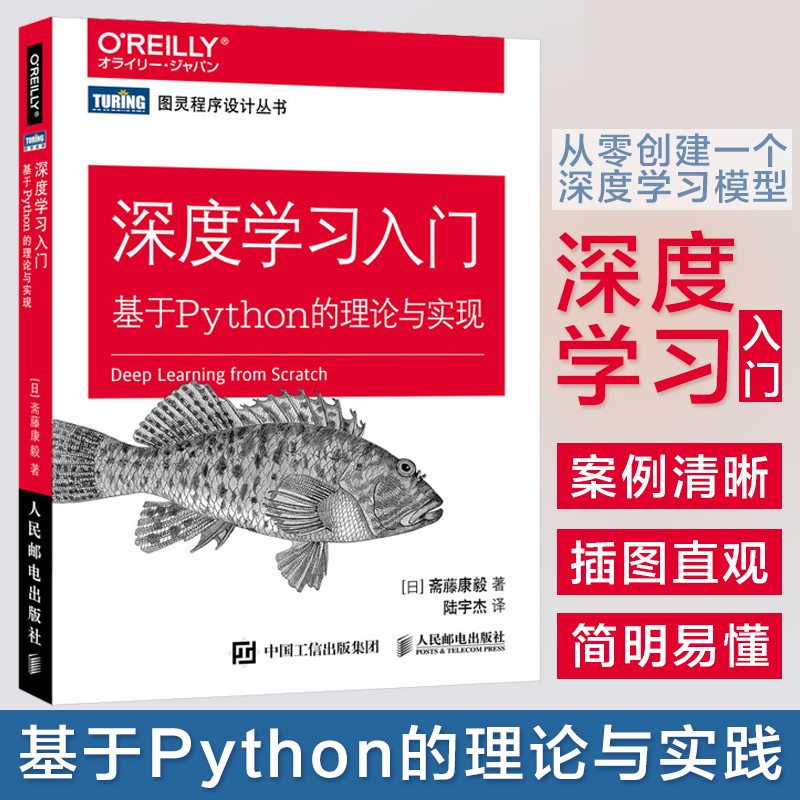 O'REILLY®
オライリー・ジャパン
TURING 图灵程序设计丛书
深度学习入门
基于Python的理论与实现
Deep Learning from Scratch
[日] 斋藤康毅 著
陆宇杰 译
中国工信出版集团
人民邮电出版社
POSTS & TELECOM PRESS
O'REILLY®
TURING
深度学习入门
基于Python的理论与实现
[日] 斋藤康毅 著
人民邮电出版社
从零创建一个
深度学习模型
深度
学习
入门
案例清晰
插图直观
简明易懂
基于Python的理论与实践